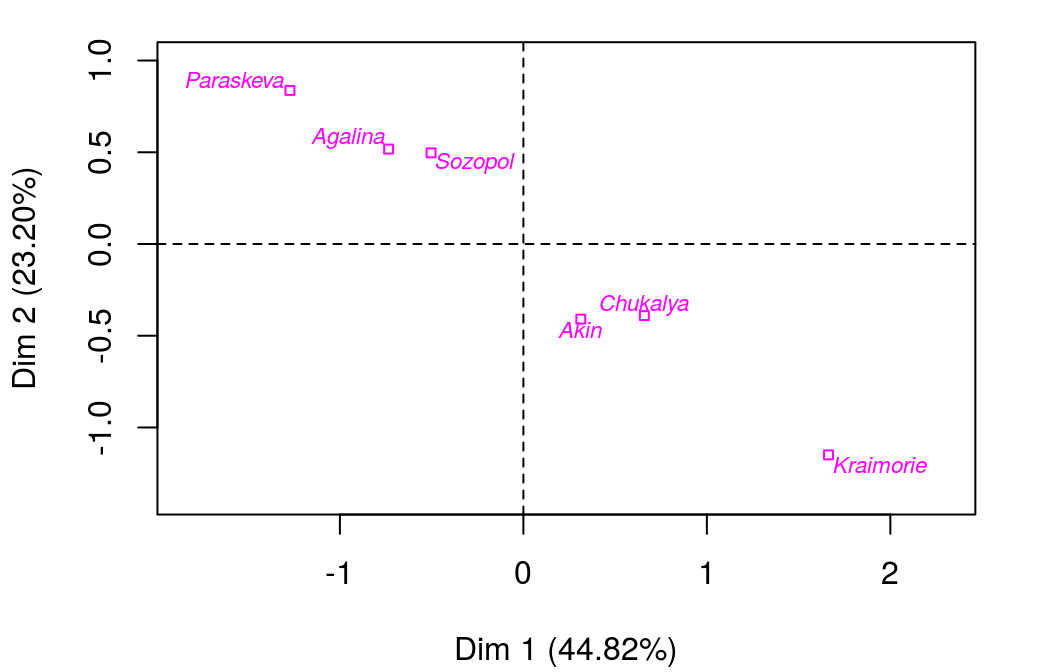 1.0
0.5
0.0
-0.5
-1.0
Dim 2 (23.20%)
Paraskeva
Agalina
Sozopol
Chukalya
Akin
Kraimorie
-1
0
1
2
Dim 1 (44.82%)